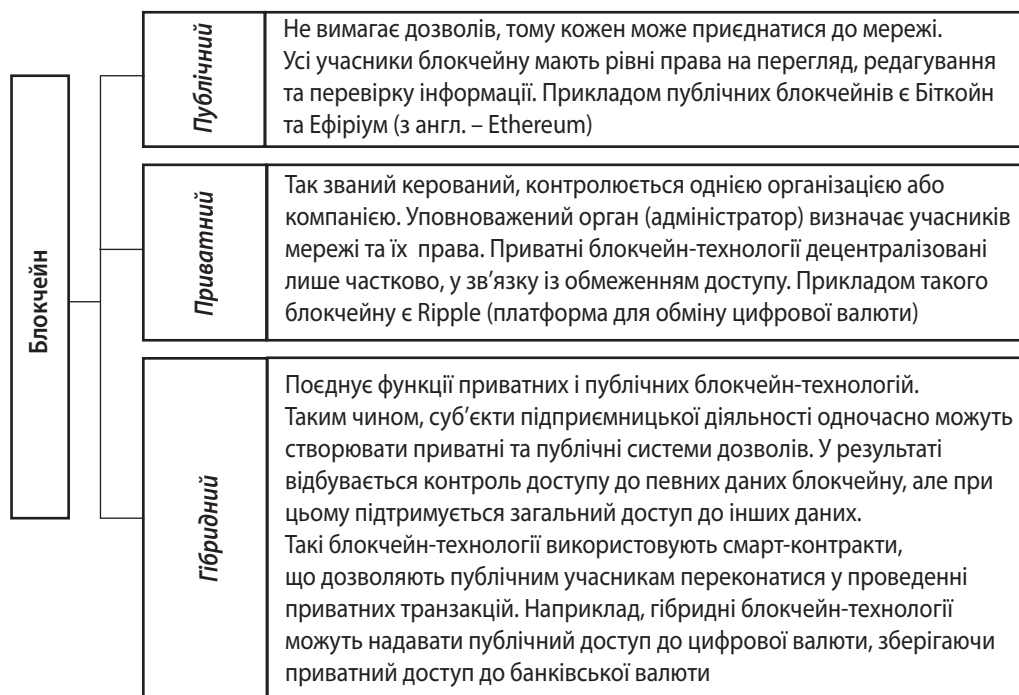 Блокчейн
Публічний
Не вимагає дозволів, тому кожен може приєднатися до мережі.
Усі учасники блокчейну мають рівні права на перегляд, редагування
та перевірку інформації. Прикладом публічних блокчейнів є Біткойн
та Ефіріум (з англ. – Ethereum)
Приватний
Так званий керований, контролюється однією організацією або
компанією. Уповноважений орган (адміністратор) визначає учасників
мережі та їх права. Приватні блокчейн-технології децентралізовані
лише частково, у зв’язку із обмеженням доступу. Прикладом такого
блокчейну є Ripple (платформа для обміну цифрової валюти)
Гібридний
Поєднує функції приватних і публічних блокчейн-технологій.
Таким чином, суб’єкти підприємницької діяльності одночасно можуть
створювати приватні та публічні системи дозволів. У результаті
відбувається контроль доступу до певних даних блокчейну, але при
цьому підтримується загальний доступ до інших даних.
Такі блокчейн-технології використовують смарт-контракти,
що дозволяють публічним учасникам переконатися у проведенні
приватних транзакцій. Наприклад, гібридні блокчейн-технології
можуть надавати публічний доступ до цифрової валюти, зберігаючи
приватний доступ до банківської валюти